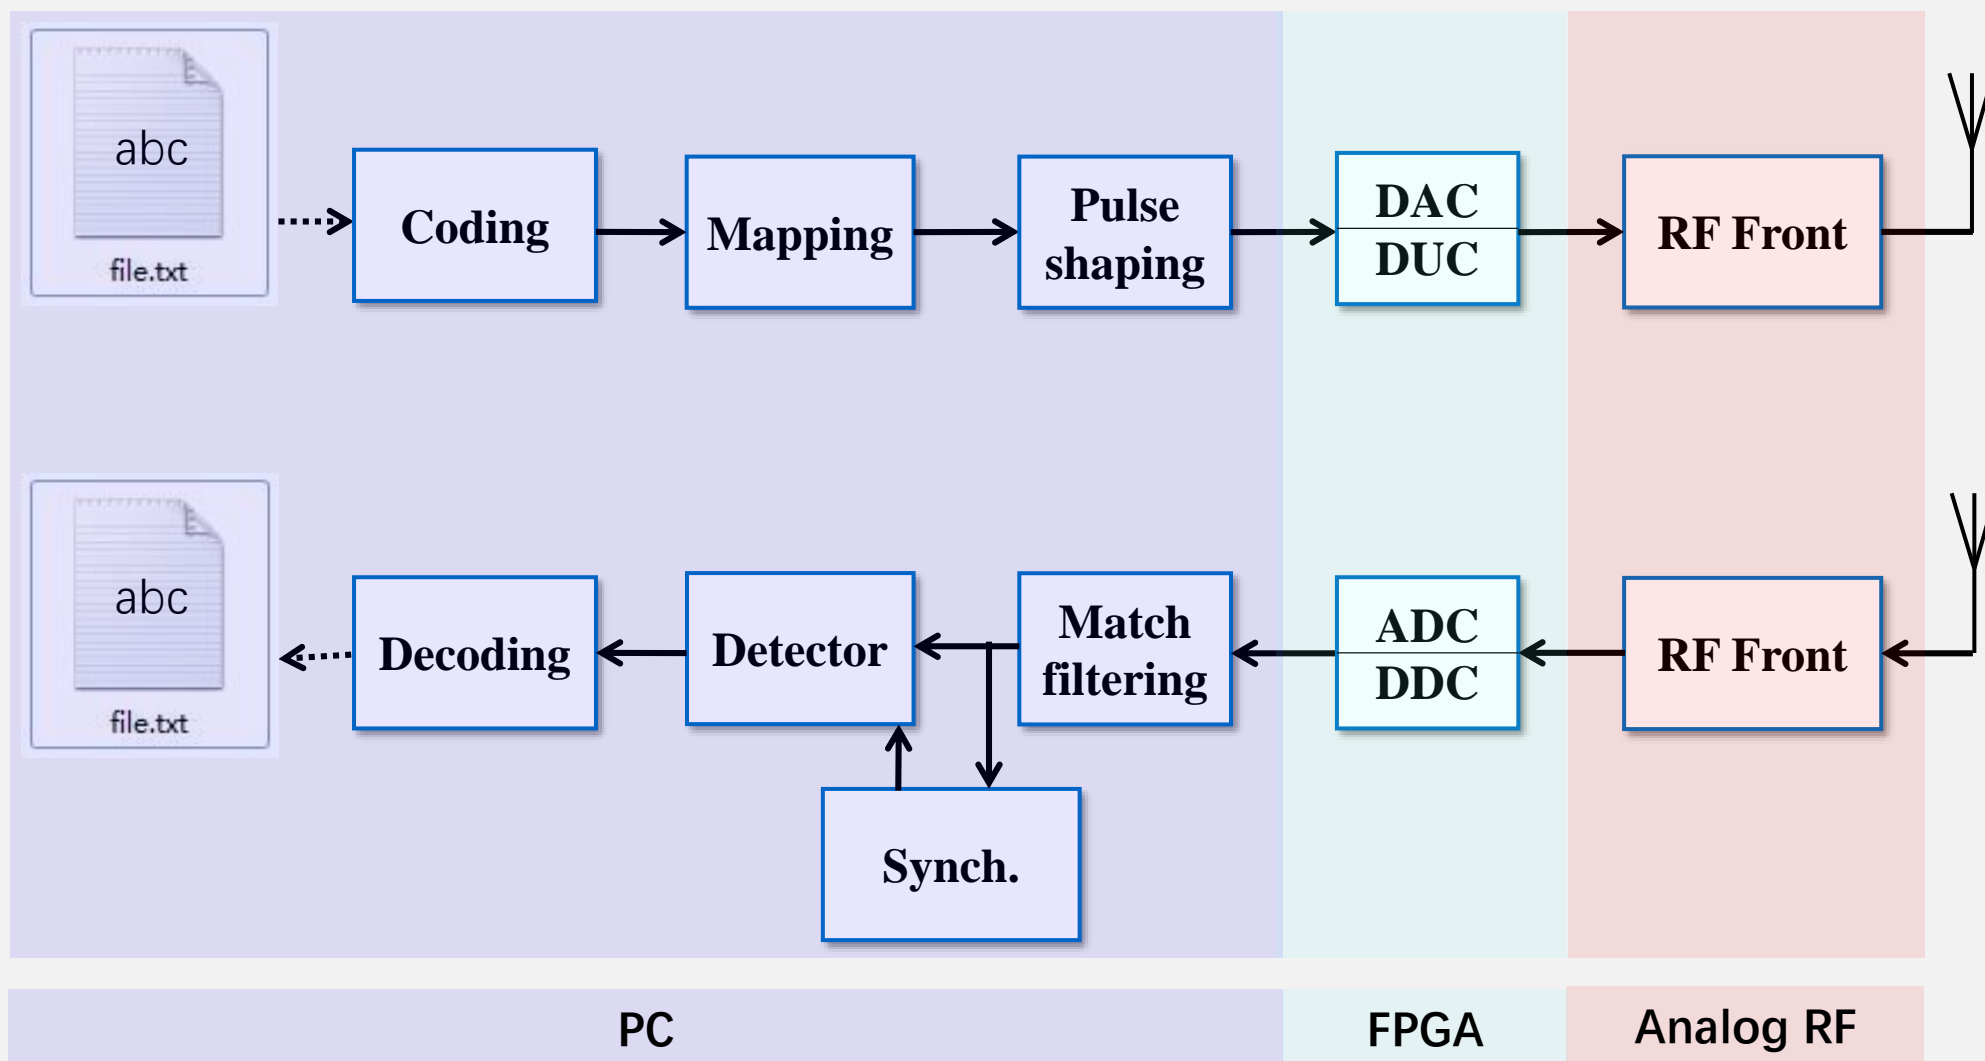 abc
file.txt
Coding
Mapping
Pulse
shaping
DAC
DUC
RF Front
abc
file.txt
Decoding
Detector
Match
filtering
ADC
DDC
RF Front
Synch.
PC
FPGA
Analog RF